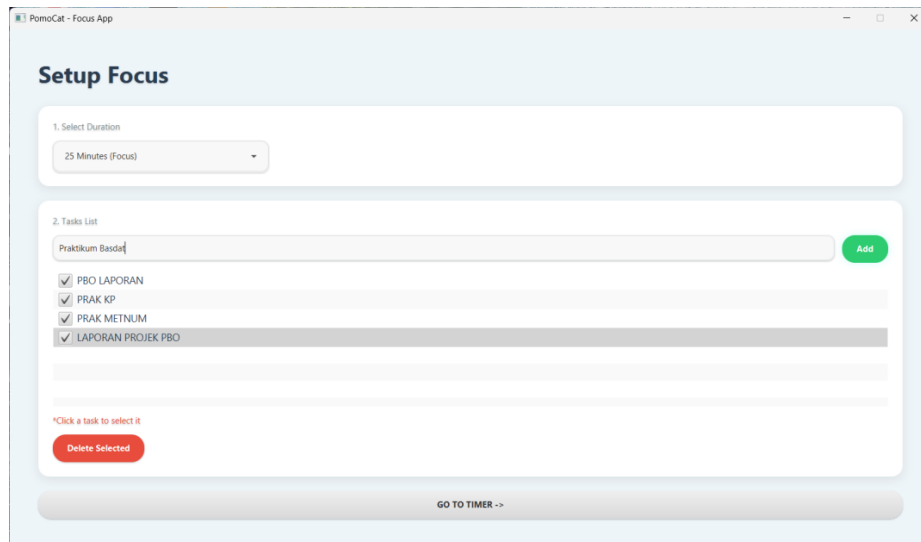 PomoCat - Focus App
Setup Focus
1. Select Duration
25 Minutes (Focus)
2. Tasks List
Praktikum Basdat
Add
PBO LAPORAN
PRAK KP
PRAK METNUM
LAPORAN PROJEK PBO
*Click a task to select it
Delete Selected
GO TO TIMER ->